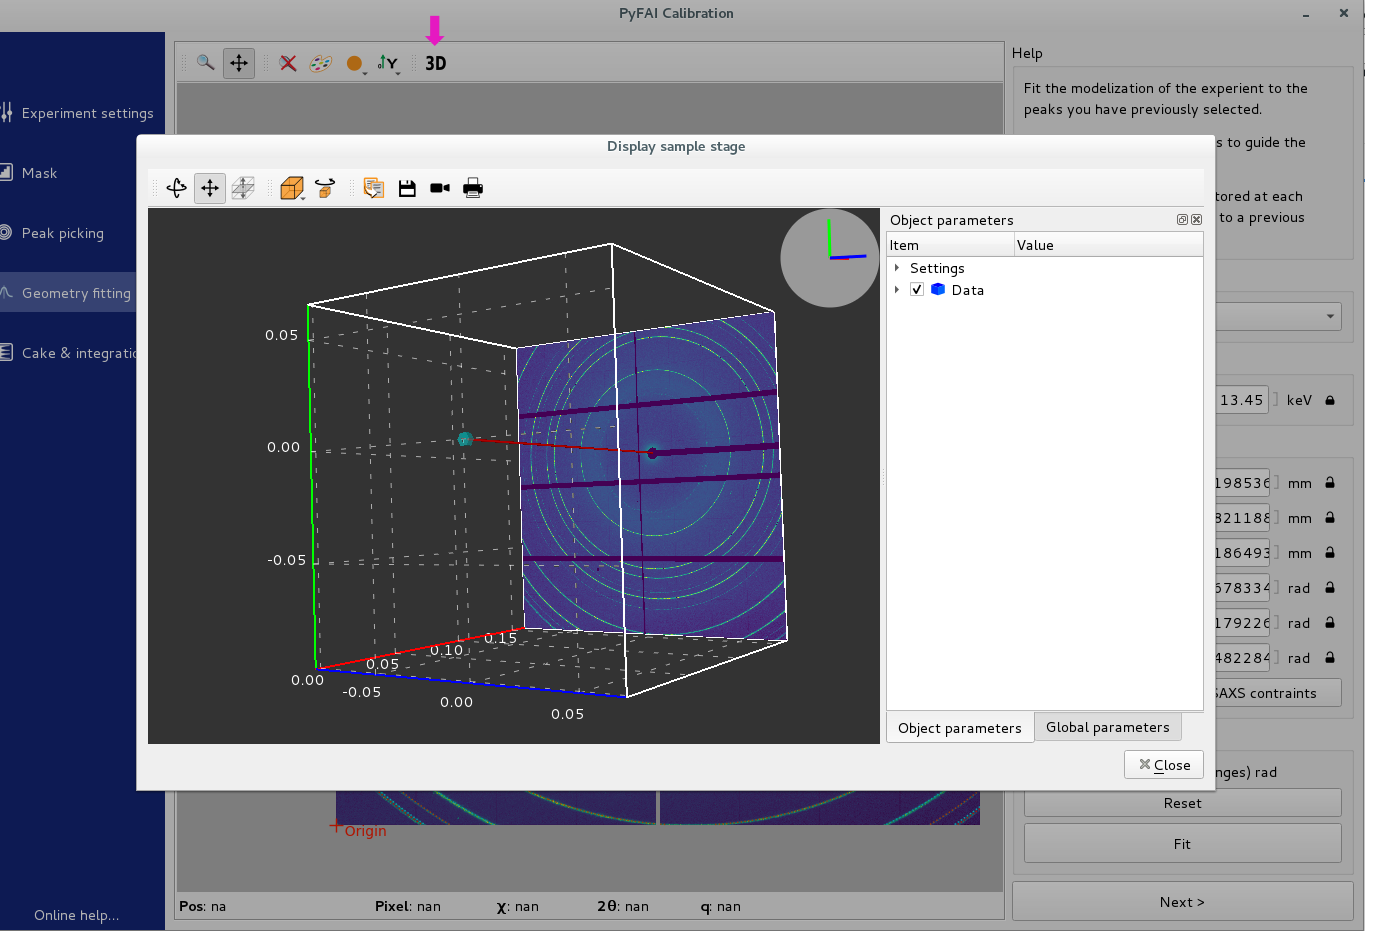 PyFAI Calibration
Y
3D
Help
Fit the modelization of the experient to the
peaks you have previously selected.
s to guide the
tored at each
to a previous
Experiment settings
Mask
Peak picking
Geometry fitting
Cake & integratio
Online help...
Display sample stage
0.05
0.00
-0.05
0.15
0.10
0.05
0.00
-0.05
0.00
0.05
Object parameters
Item Value
Settings
Data
Object parameters Global parameters
Close
13.45 ] keV
198536 ] mm
821188 ] mm
186493 ] mm
678334 ] rad
179226 ] rad
482284 ] rad
SAXS contraints
nges) rad
Reset
Fit
Next >
Origin
Pos: na Pixel: nan χ: nan 2θ: nan q: nan